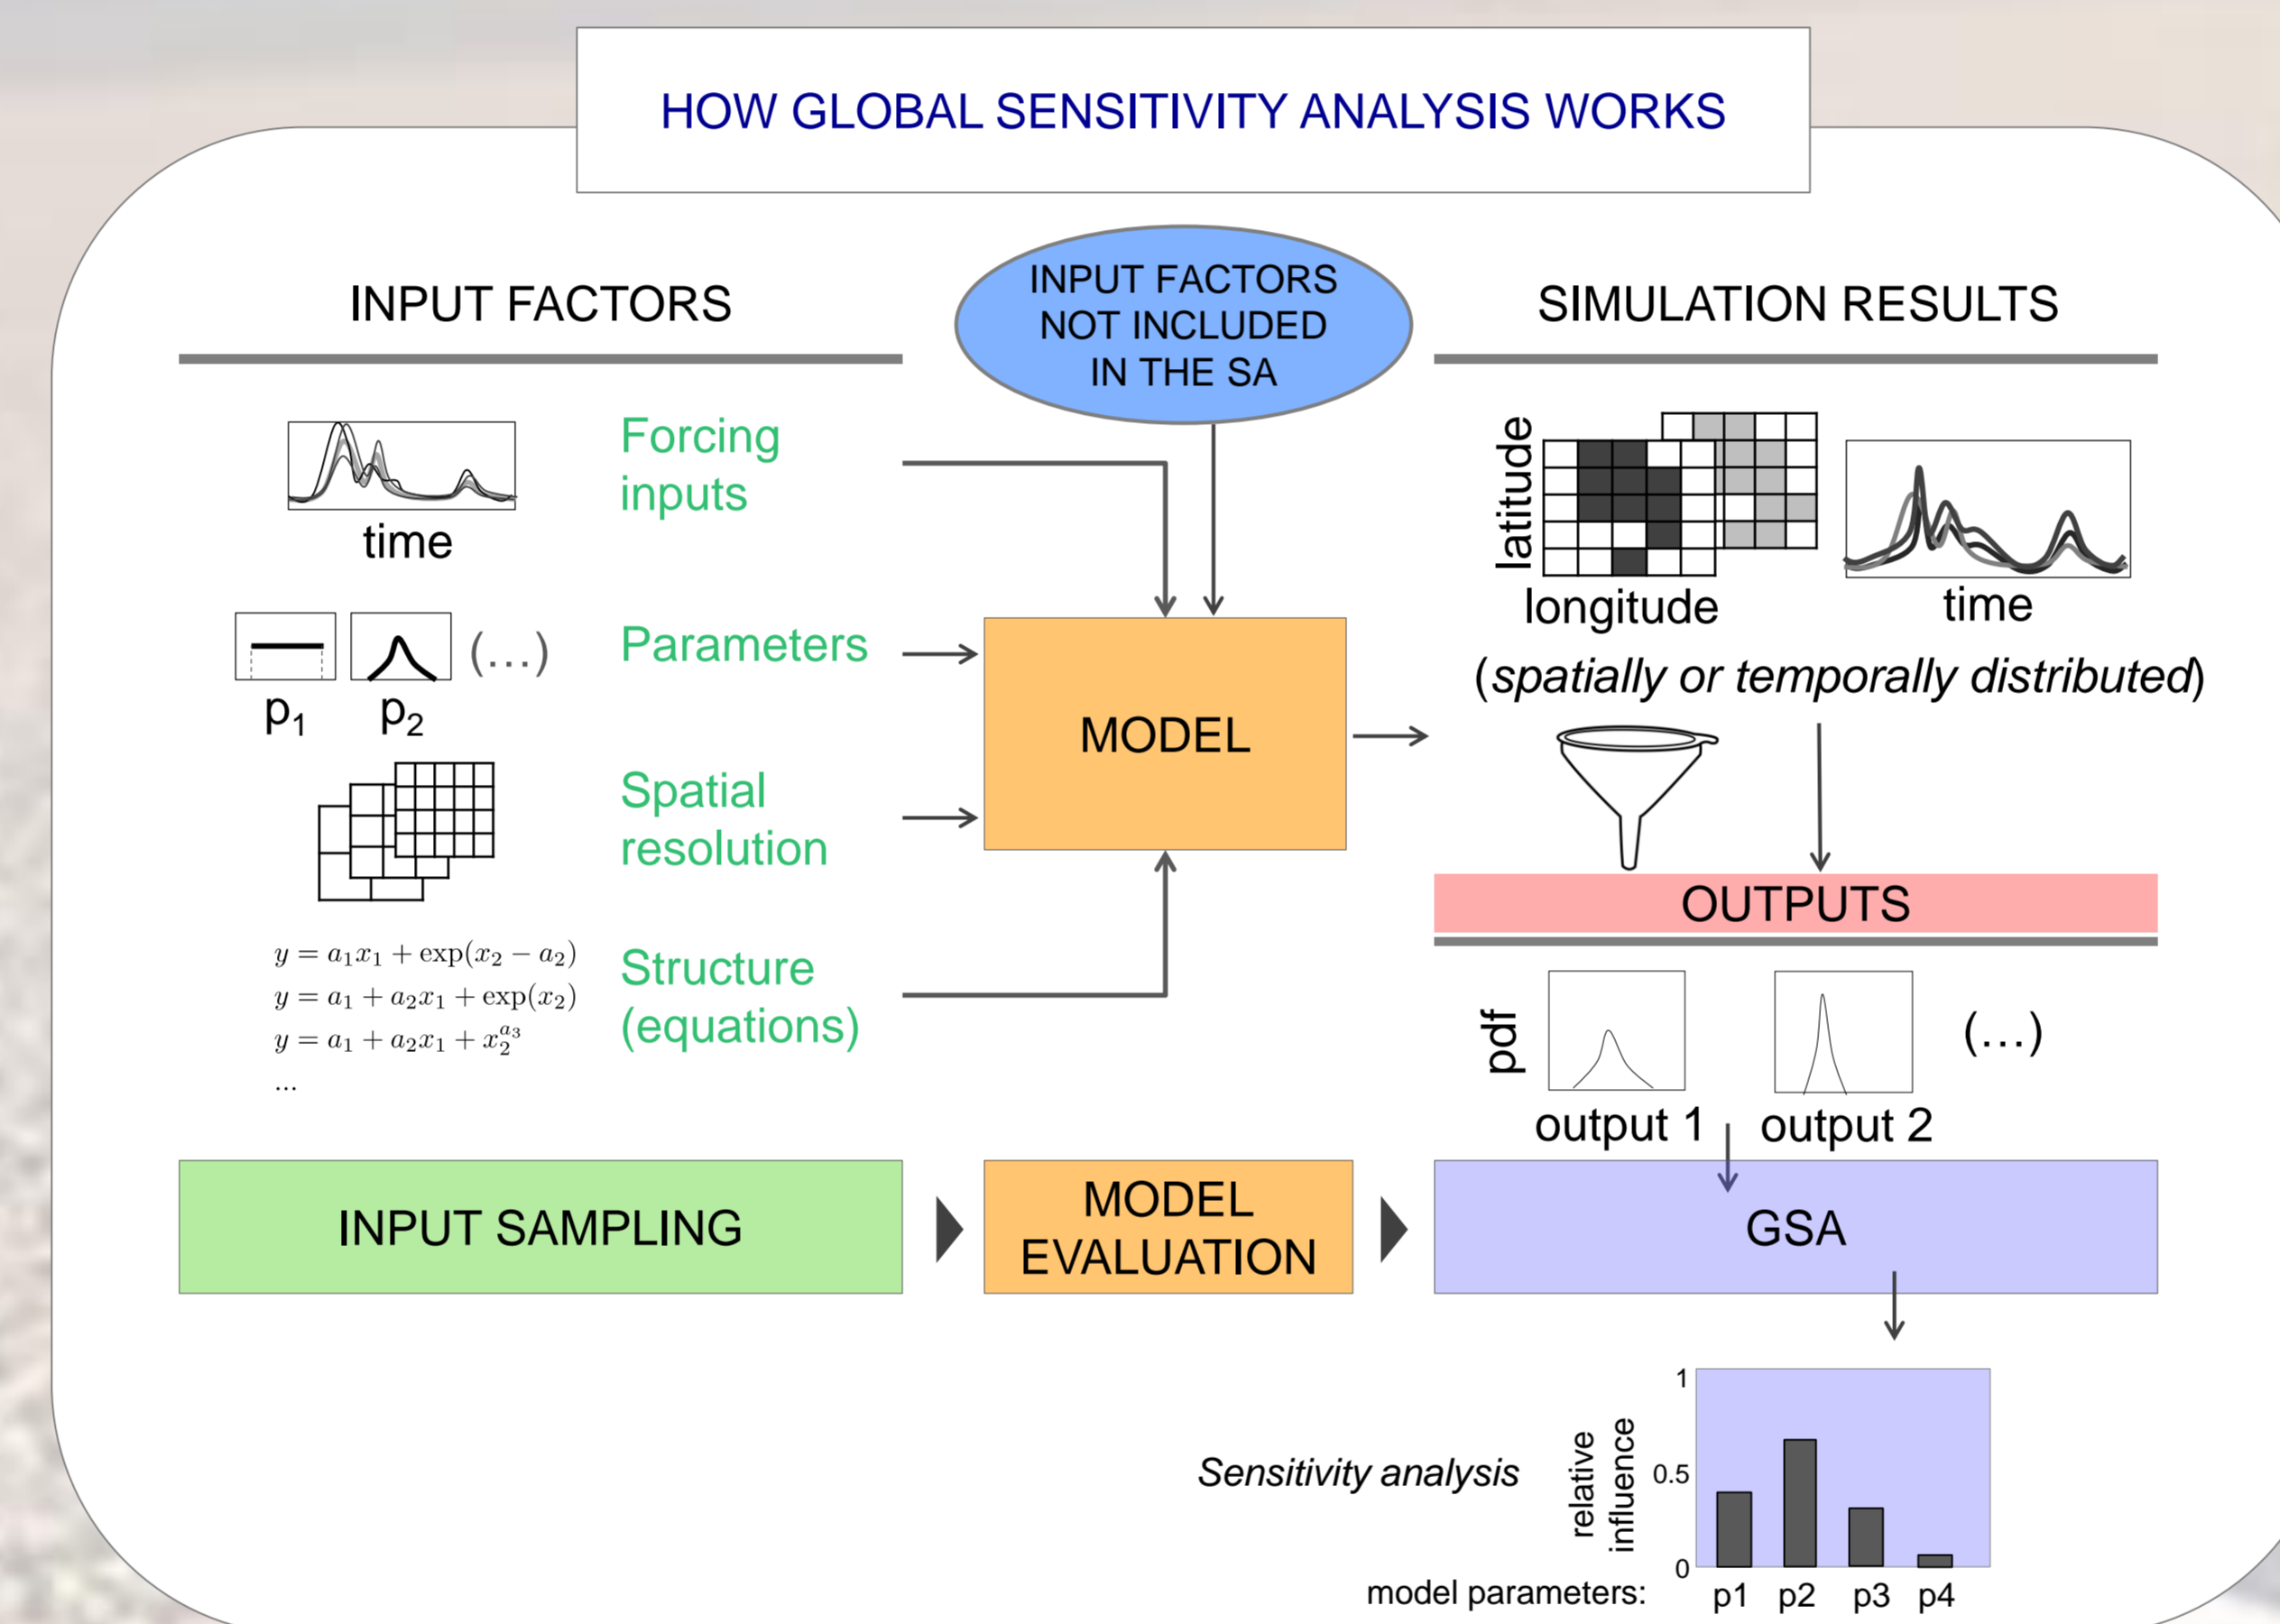 HOW GLOBAL SENSITIVITY ANALYSIS WORKS
INPUT FACTORS
time
Forcing
inputs
p₁ p₂ (...)
Parameters
Spatial
resolution
y = a₁x₁ + exp(x₂ − a₂)
y = a₁ + a₂x₁ + exp(x₂)
y = a₁ + a₂x₁ + x₂^{a₃}
...
Structure
(equations)
INPUT FACTORS
NOT INCLUDED
IN THE SA
MODEL
SIMULATION RESULTS
latitude
longitude
time
(spatially or temporally distributed)
OUTPUTS
pdf
output 1
output 2
(...)
INPUT SAMPLING
MODEL
EVALUATION
GSA
Sensitivity analysis
relative
influence
1
0.5
0
model parameters: p1 p2 p3 p4